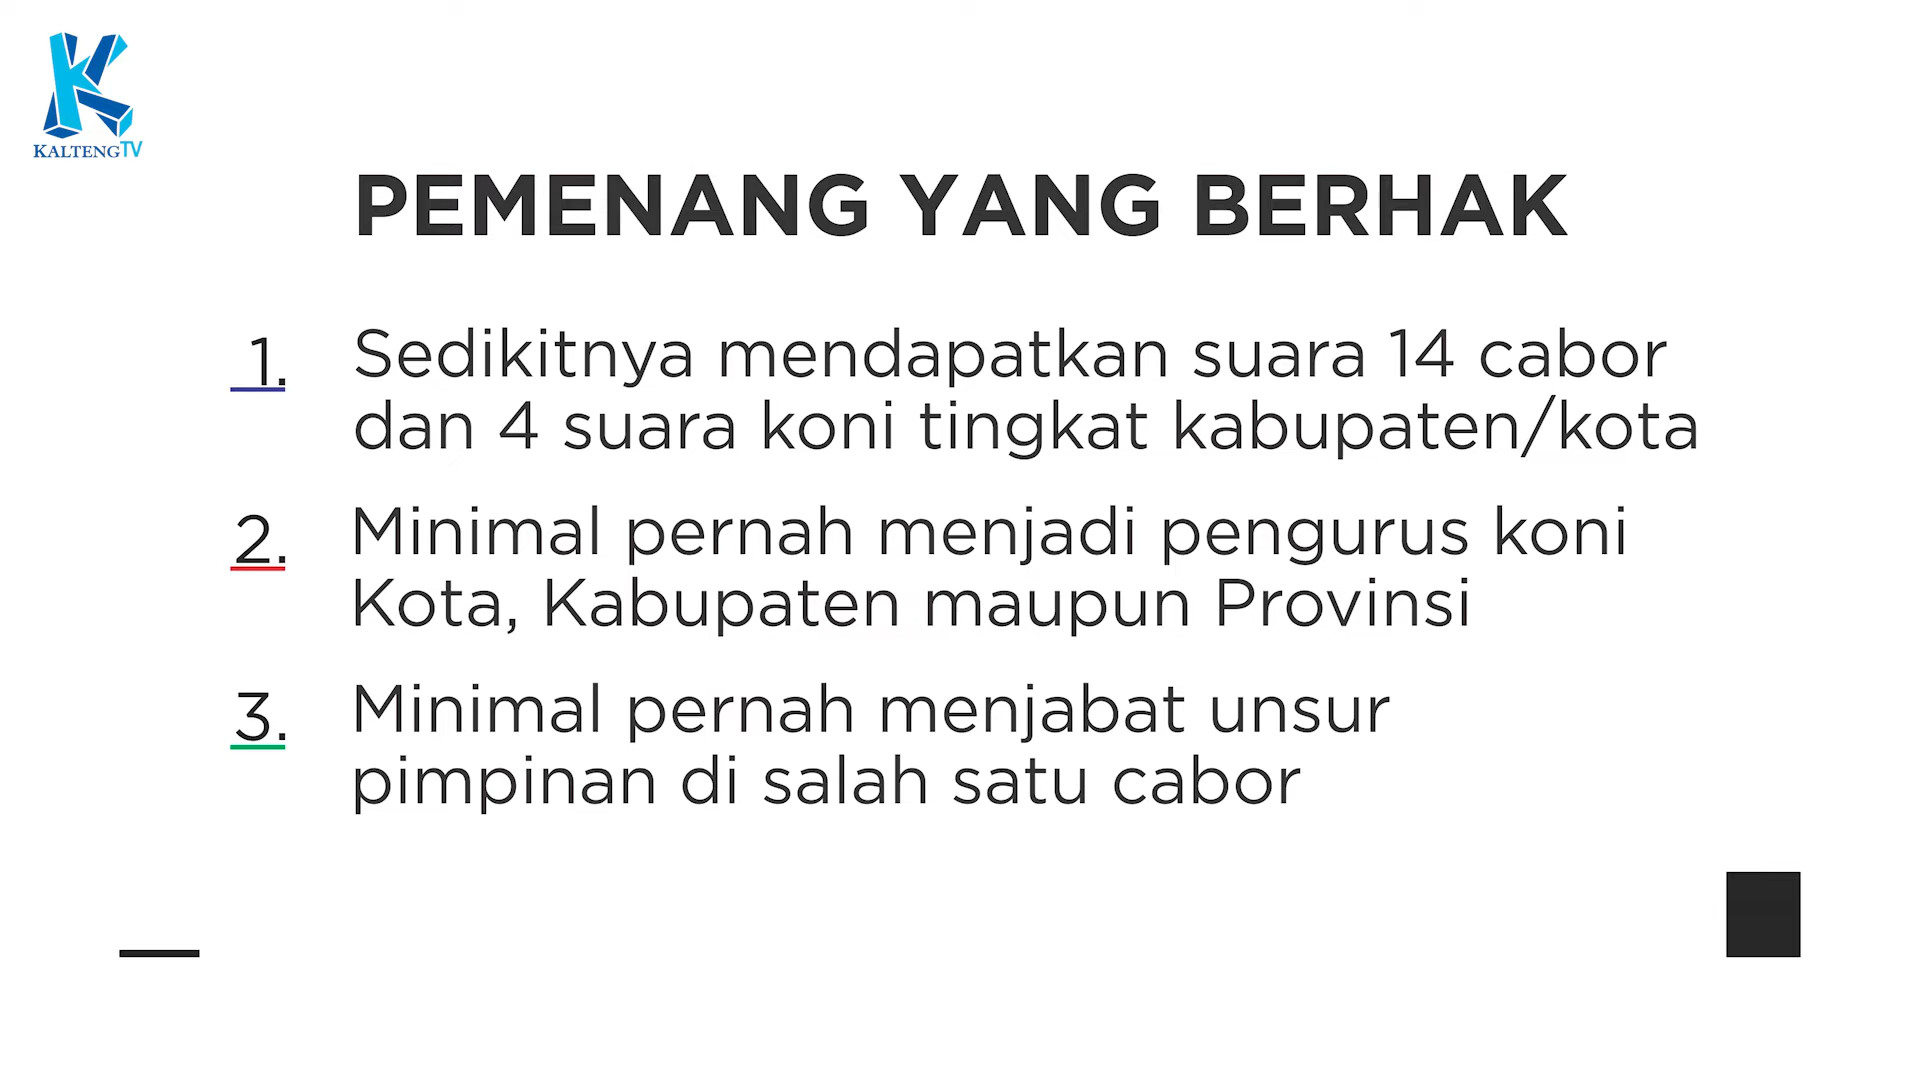 KALTENGTV
PEMENANG YANG BERHAK
1. Sedikitnya mendapatkan suara 14 cabor
dan 4 suara koni tingkat kabupaten/kota
2. Minimal pernah menjadi pengurus koni
Kota, Kabupaten maupun Provinsi
3. Minimal pernah menjabat unsur
pimpinan di salah satu cabor